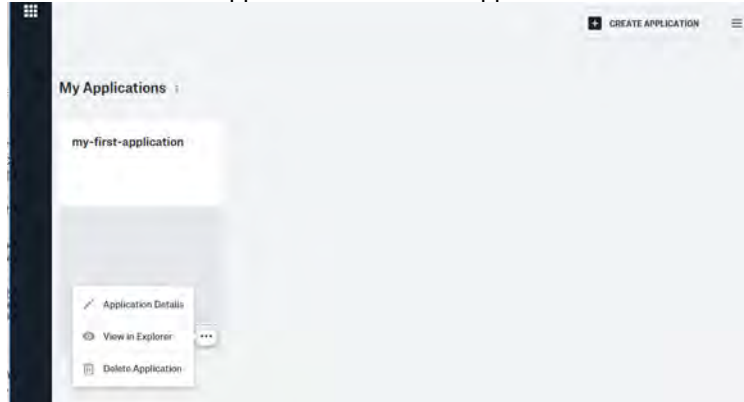 CREATE APPLICATION
My Applications
my-first-application
Application Details
View in Explorer
Delete Application